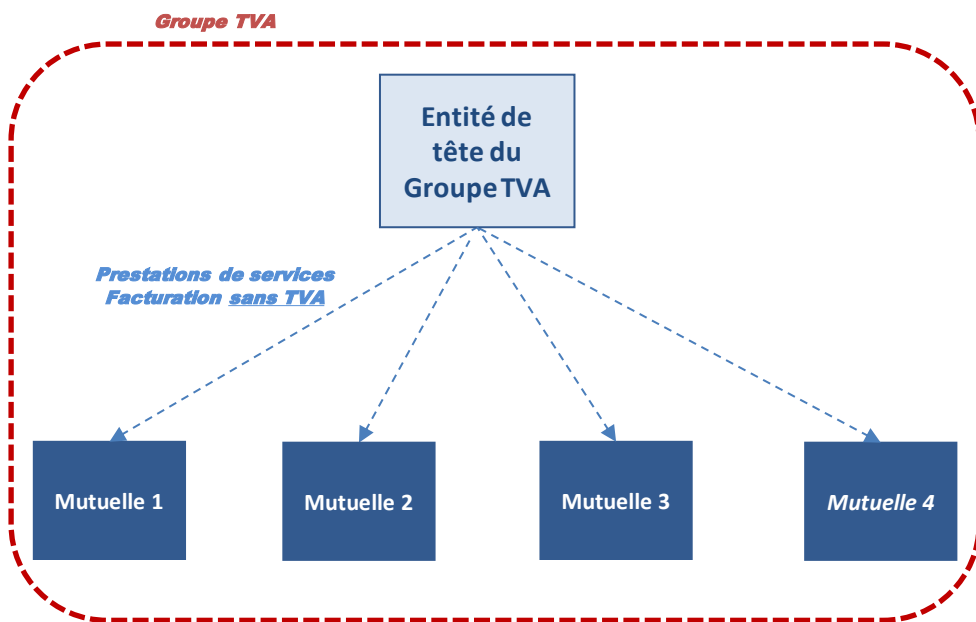 Groupe TVA
Entité de
tête du
Groupe TVA
Prestations de services
Facturation sans TVA
Mutuelle 1
Mutuelle 2
Mutuelle 3
Mutuelle 4